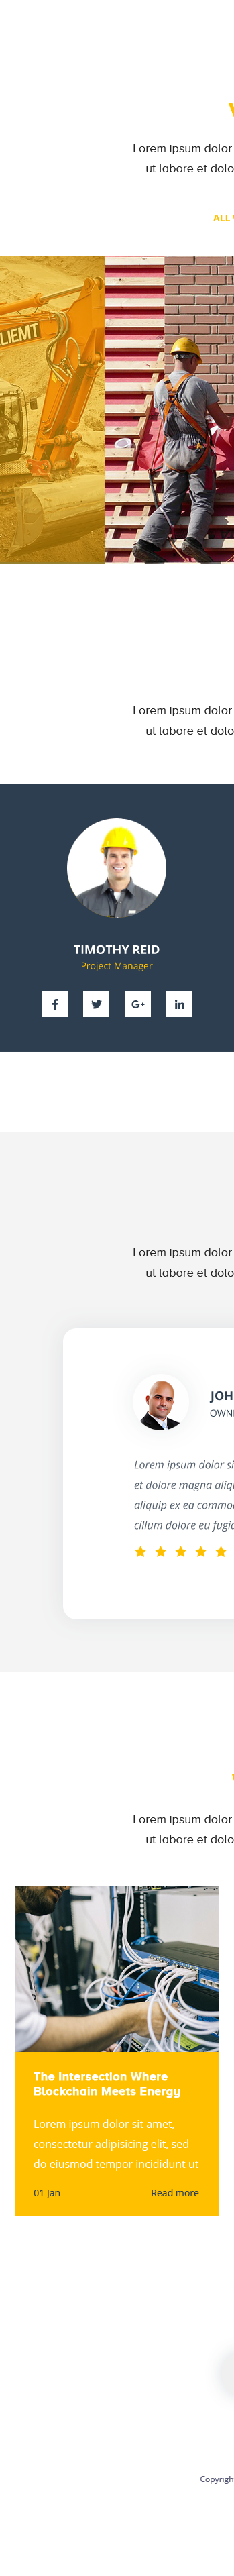 Lorem ipsum dolor
ut labore et dolo
ALL
LIEMT
Lorem ipsum dolor
ut labore et dolo
TIMOTHY REID
Project Manager
Lorem ipsum dolor
ut labore et dolo
JOH
OWN
Lorem ipsum dolor si
et dolore magna aliq
aliquip ex ea commo
cillum dolore eu fugi
Lorem ipsum dolor
ut labore et dolo
The Intersection Where
Blockchain Meets Energy
Lorem ipsum dolor sit amet,
consectetur adipisicing elit, sed
do eiusmod tempor incididunt ut
01 Jan Read more
Copyrigh